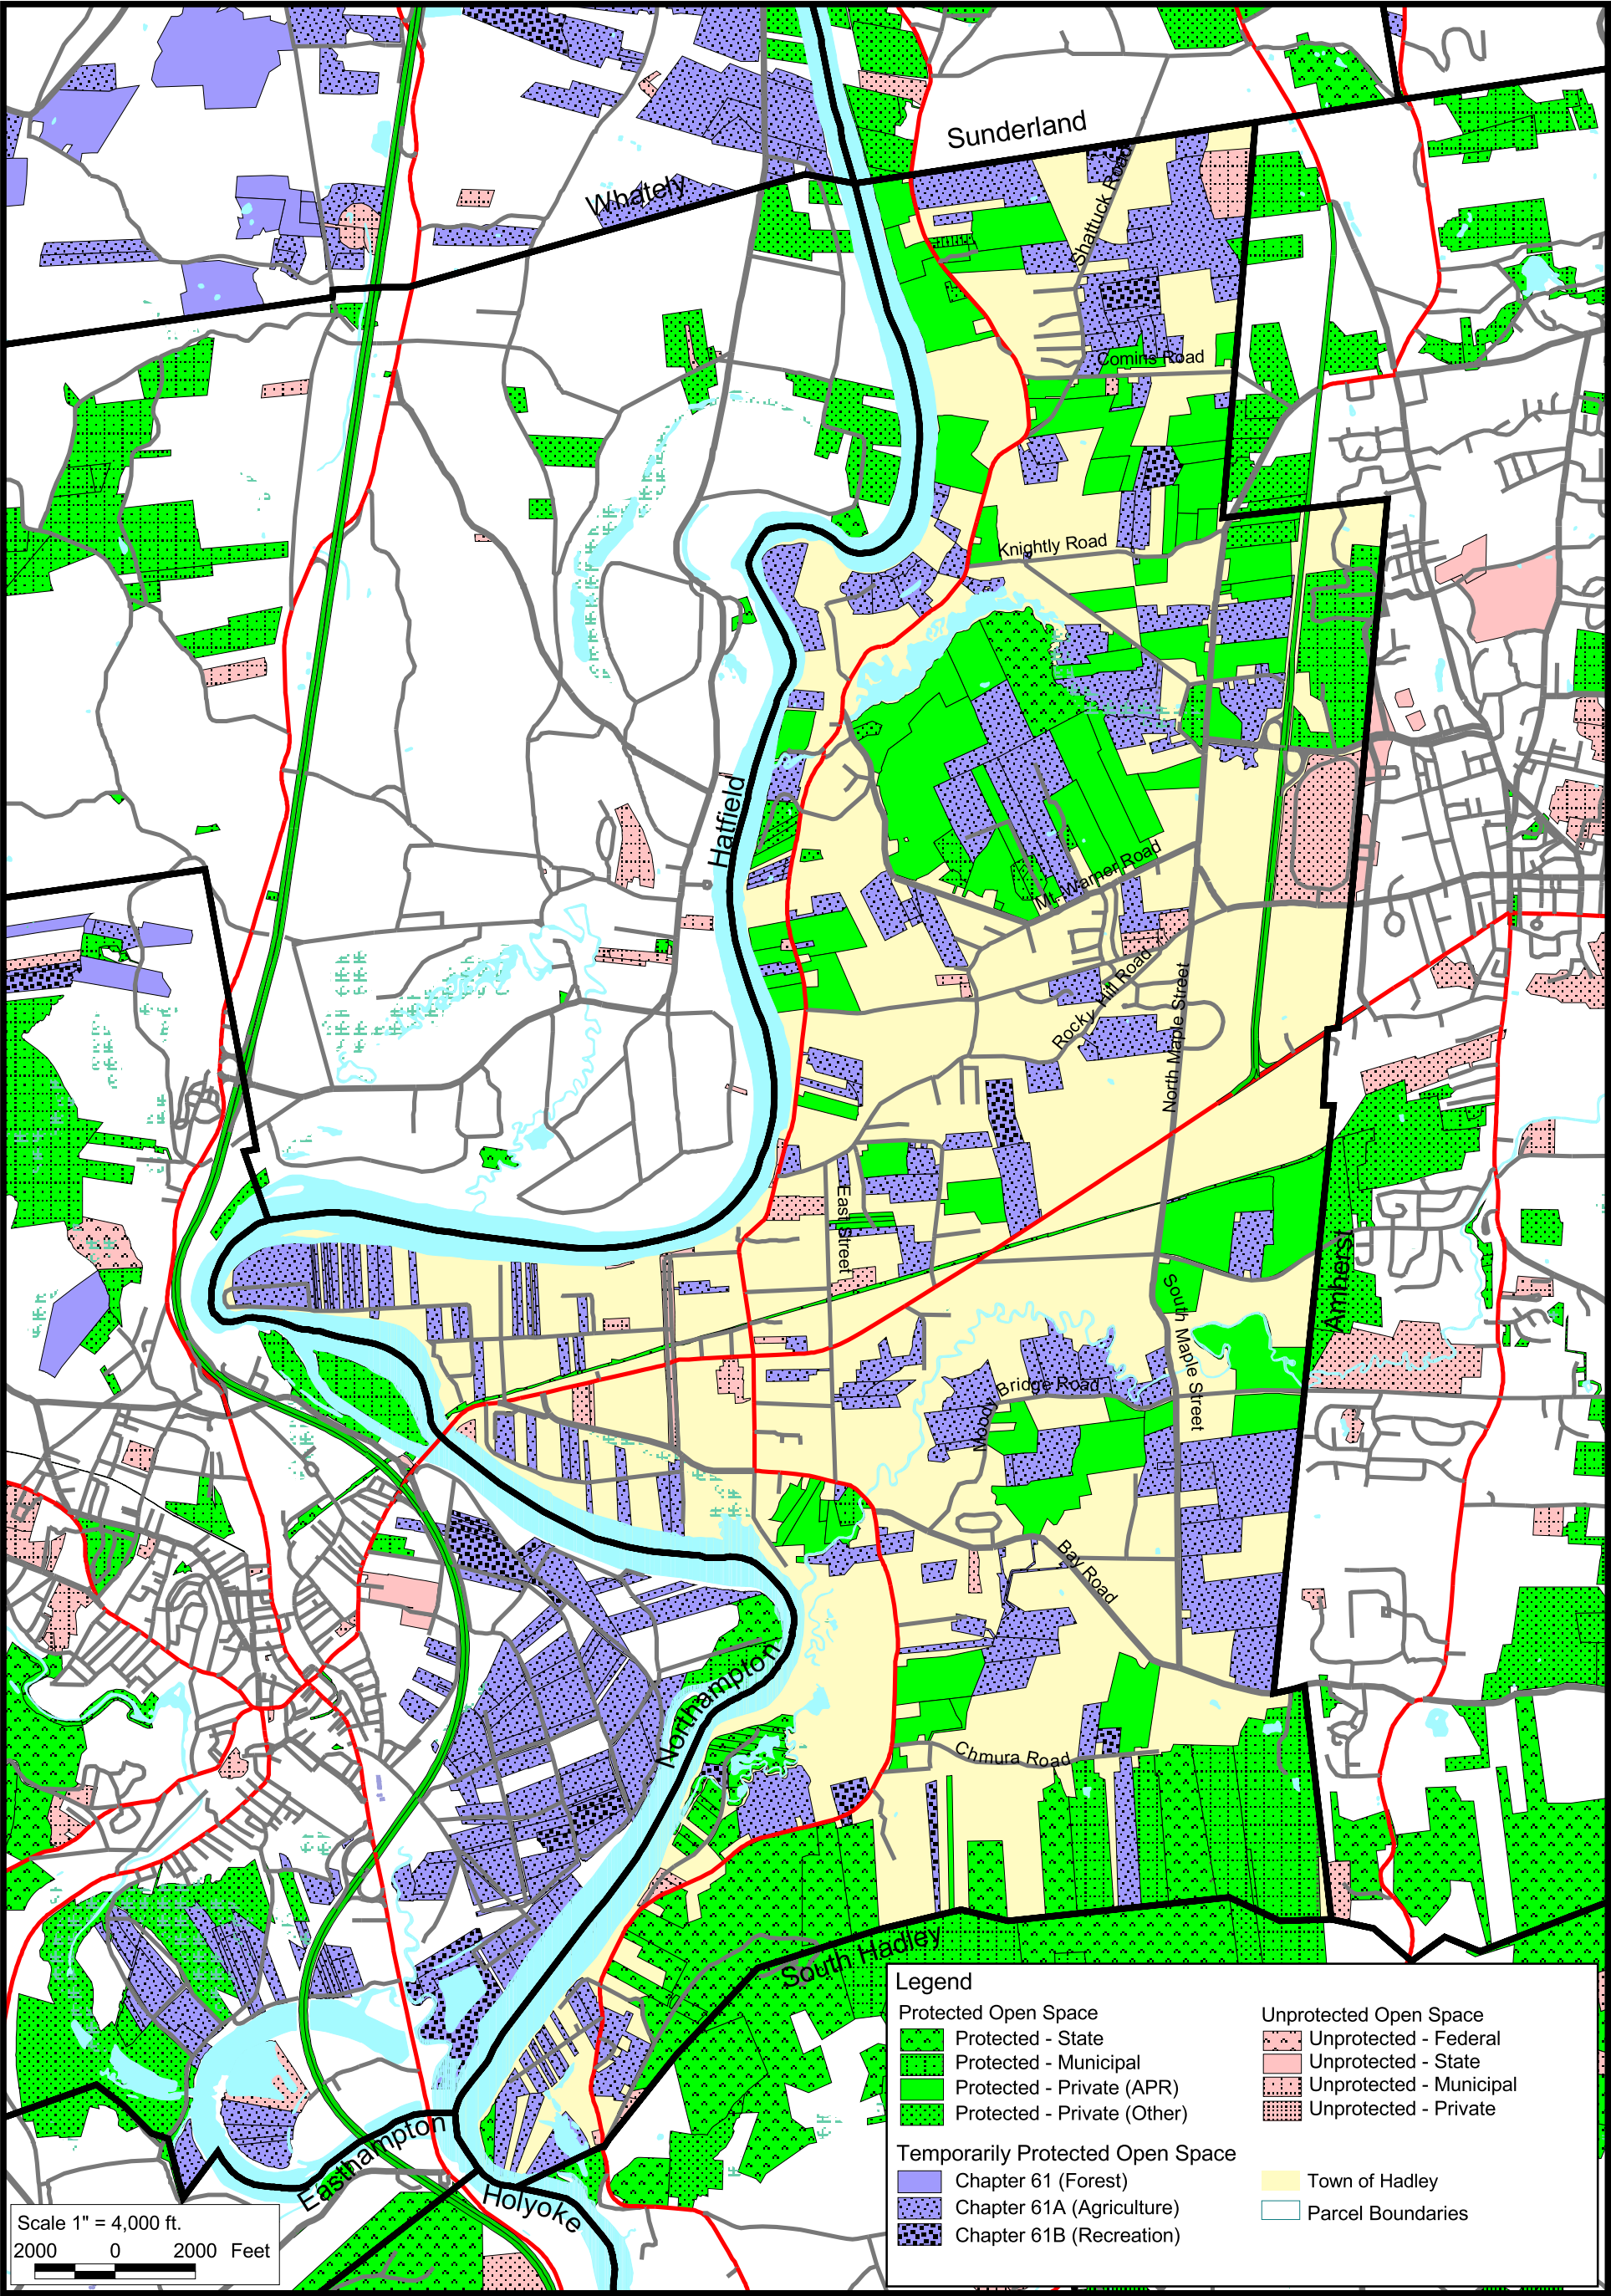 Sunderland
Whately
Shattuck Road
Comins Road
Knightly Road
Hatfield
Mt. Warner Road
Rocky Hill Road
North Maple Street
East Street
Amherst
South Maple Street
Moody Bridge Road
Bay Road
Northampton
Chmura Road
South Hadley
Easthampton
Holyoke
Legend
Protected Open Space
Protected - State
Protected - Municipal
Protected - Private (APR)
Protected - Private (Other)
Temporarily Protected Open Space
Chapter 61 (Forest)
Chapter 61A (Agriculture)
Chapter 61B (Recreation)
Unprotected Open Space
Unprotected - Federal
Unprotected - State
Unprotected - Municipal
Unprotected - Private
Town of Hadley
Parcel Boundaries
Scale 1" = 4,000 ft.
2000 0 2000 Feet